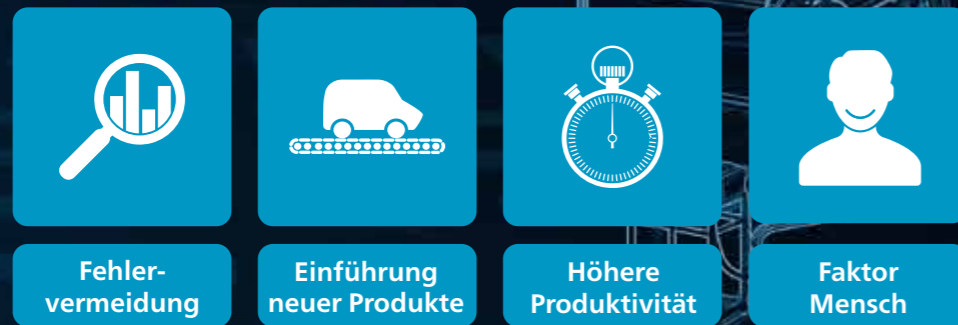 Fehler-
vermeidung
Einführung
neuer Produkte
Höhere
Produktivität
Faktor
Mensch